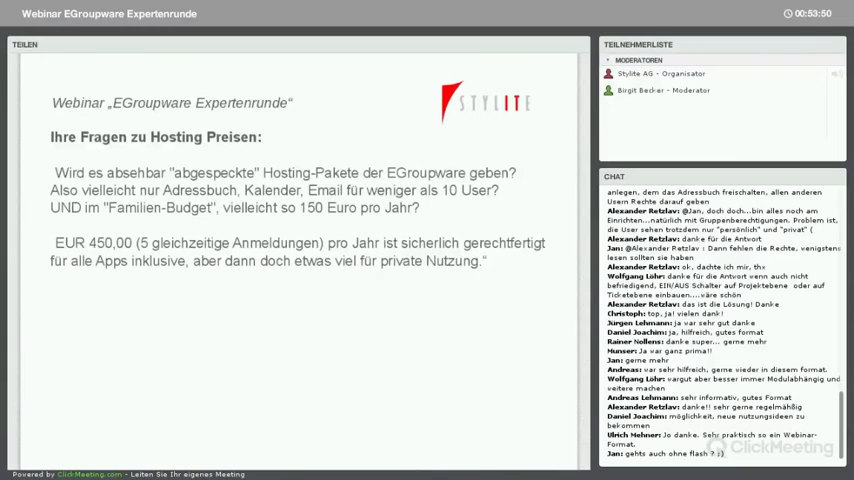 Webinar EGroupware Expertenrunde
00:53:50
TEILEN
Webinar „EGroupware Expertenrunde“
STYLITE
Ihre Fragen zu Hosting Preisen:
Wird es absehbar "abgespeckte" Hosting-Pakete der EGroupware geben?
Also vielleicht nur Adressbuch, Kalender, Email für weniger als 10 User?
UND im "Familien-Budget", vielleicht so 150 Euro pro Jahr?
EUR 450,00 (5 gleichzeitige Anmeldungen) pro Jahr ist sicherlich gerechtfertigt
für alle Apps inklusive, aber dann doch etwas viel für private Nutzung.“
Powered by ClickMeeting.com - Leiten Sie Ihr eigenes Meeting
TEILNEHMERLISTE
MODERATOREN
Stylite AG - Organisator
Birgit Becker - Moderator
CHAT
anlegen, dem das Adressbuch freischalten, allen anderen
Usern Rechte darauf geben
Alexander Retzlav: @Jan, doch doch...bin alles noch am
Einrichten...natürlich mit Gruppenberechtigungen. Problem ist,
die User sehen trotzdem nur "persönlich" und "privat" (
Alexander Retzlav: danke für die Antwort
Jan: @Alexander Retzlav : Dann fehlen die Rechte, wenigstens
lesen sollten sie haben
Alexander Retzlav: ok, dachte ich mir, thx
Wolfgang Löhr: danke für die Antwort wenn auch nicht
befriedigend, EIN/AUS Schalter auf Projektebene oder auf
Ticketebene einbauen....wäre schön
Alexander Retzlav: das ist die Lösung! Danke
Christoph: top, ja! vielen dank!
Jürgen Lehmann: ja war sehr gut danke
Daniel Joachim: ja, hilfreich, gutes format
Rainer Nollens: danke super... gerne mehr
Munser: Ja war ganz prima!!
Jan: gerne mehr
Andreas: var sehr hilfreich, gerne vieder in diesem format.
Wolfgang Löhr: vargut aber besser immer Modulabhängig und
weitere machen
Andreas Lehmann: sehr informativ, gutes Format
Alexander Retzlav: danke!! sehr gerne regelmäßig
Daniel Joachim: möglichkeit, neue nutzungsideen zu
bekommen
Ulrich Mehner: Jo danke. Sehr praktisch so ein Webinar-
Format.
ClickMeeting
Jan: gehts auch ohne flash ? :)